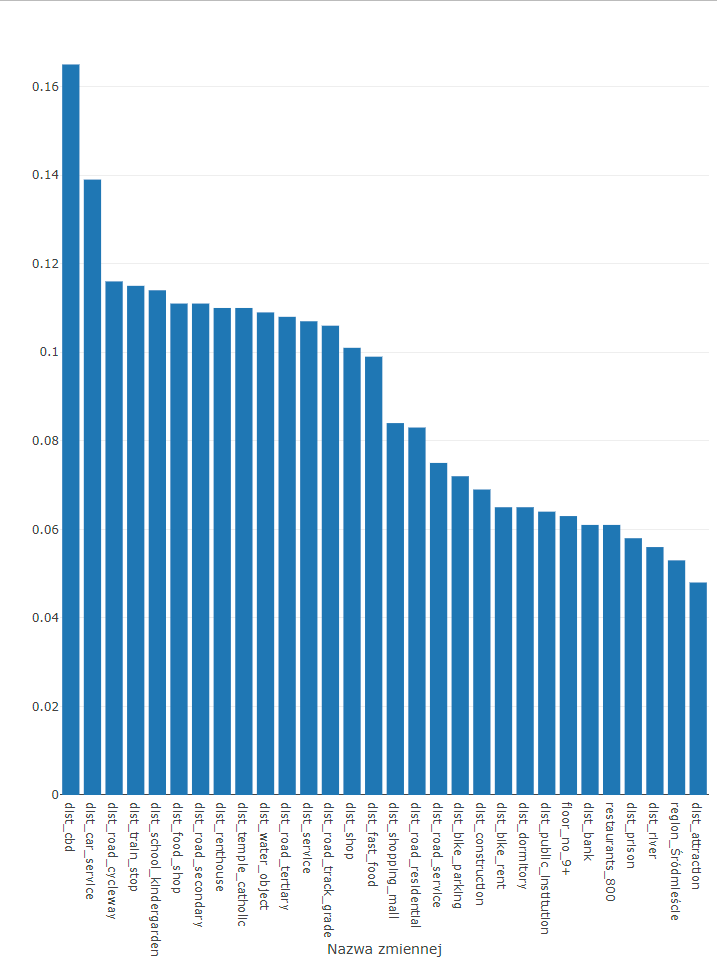 0.16
0.14
0.12
0.1
0.08
0.06
0.04
0.02
0
dist_cbd
dist_car_service
dist_road_cycleway
dist_train_stop
dist_school_kindergarden
dist_food_shop
dist_road_secondary
dist_renthouse
dist_temple_catholic
dist_water_object
dist_road_tertiary
dist_service
dist_road_track_grade
dist_shop
dist_fast_food
dist_shopping_mall
dist_road_residential
dist_road_service
dist_bike_parking
dist_construction
dist_bike_rent
dist_dormitory
dist_public_institution
floor_no_9+
dist_bank
restaurants_800
dist_prison
dist_river
region_Śródmieście
dist_attraction
Nazwa zmiennej